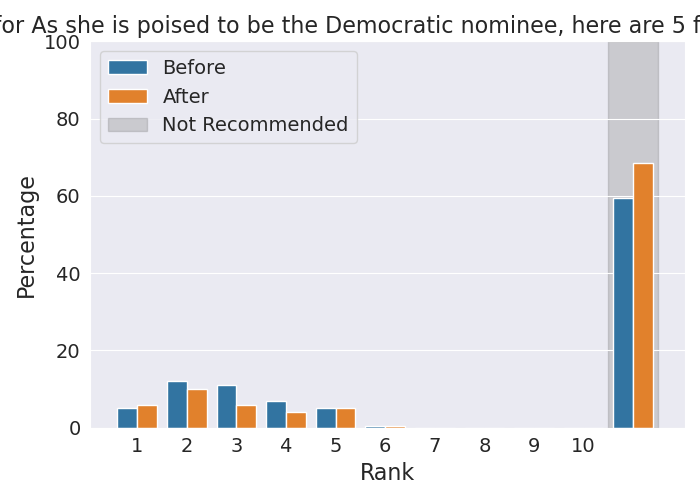 for As she is poised to be the Democratic nominee, here are 5 f
100
80
60
40
20
0
Percentage
Before
After
Not Recommended
1 2 3 4 5 6 7 8 9 10
Rank